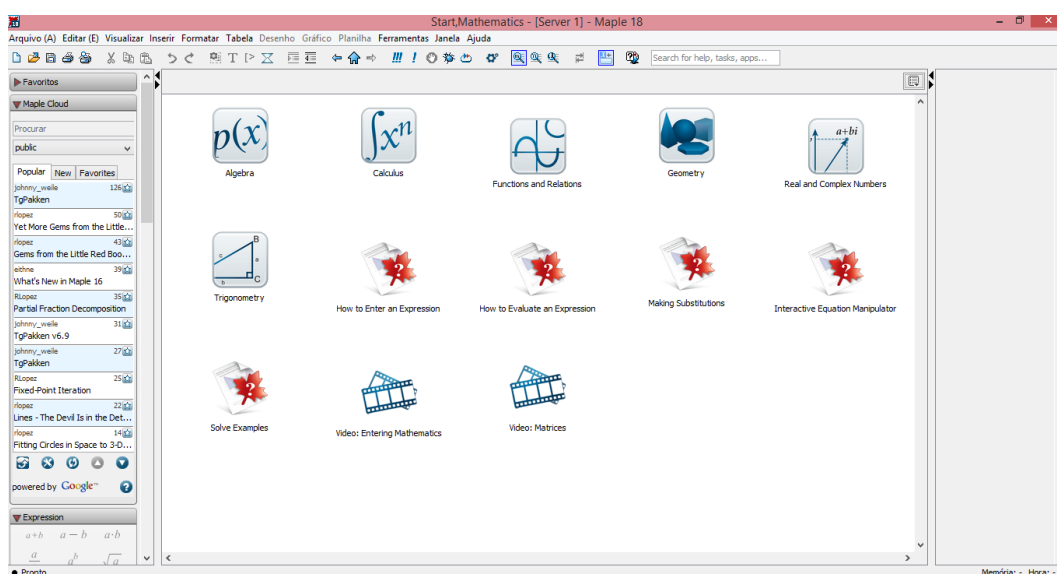 Start,Mathematics - [Server 1] - Maple 18
Arquivo (A) Editar (E) Visualizar Inserir Formatar Tabela Desenho Gráfico Planilha Ferramentas Janela Ajuda
Search for help, tasks, apps...
Favoritos
Maple Cloud
Procurar
public
Popular New Favorites
johnny_weile 126
TgPakken
rlopez 50
Yet More Gems from the Little...
rlopez 43
Gems from the Little Red Boo...
eithne 39
What's New in Maple 16
RLopez 35
Partial Fraction Decomposition
johnny_weile 31
TgPakken v6.9
johnny_weile 27
TgPakken
RLopez 25
Fixed-Point Iteration
rlopez 22
Lines - The Devil Is in the Det...
rlopez 14
Fitting Circles in Space to 3-D...
powered by Google™
Expression
a+b a − b a·b
a a^b √a
p(x)
Algebra
∫x^n
Calculus
Functions and Relations
Geometry
a+bi
Real and Complex Numbers
B
c a
b C
Trigonometry
How to Enter an Expression
How to Evaluate an Expression
Making Substitutions
Interactive Equation Manipulator
Solve Examples
Video: Entering Mathematics
Video: Matrices
Pronto
Memória: - Hora: -